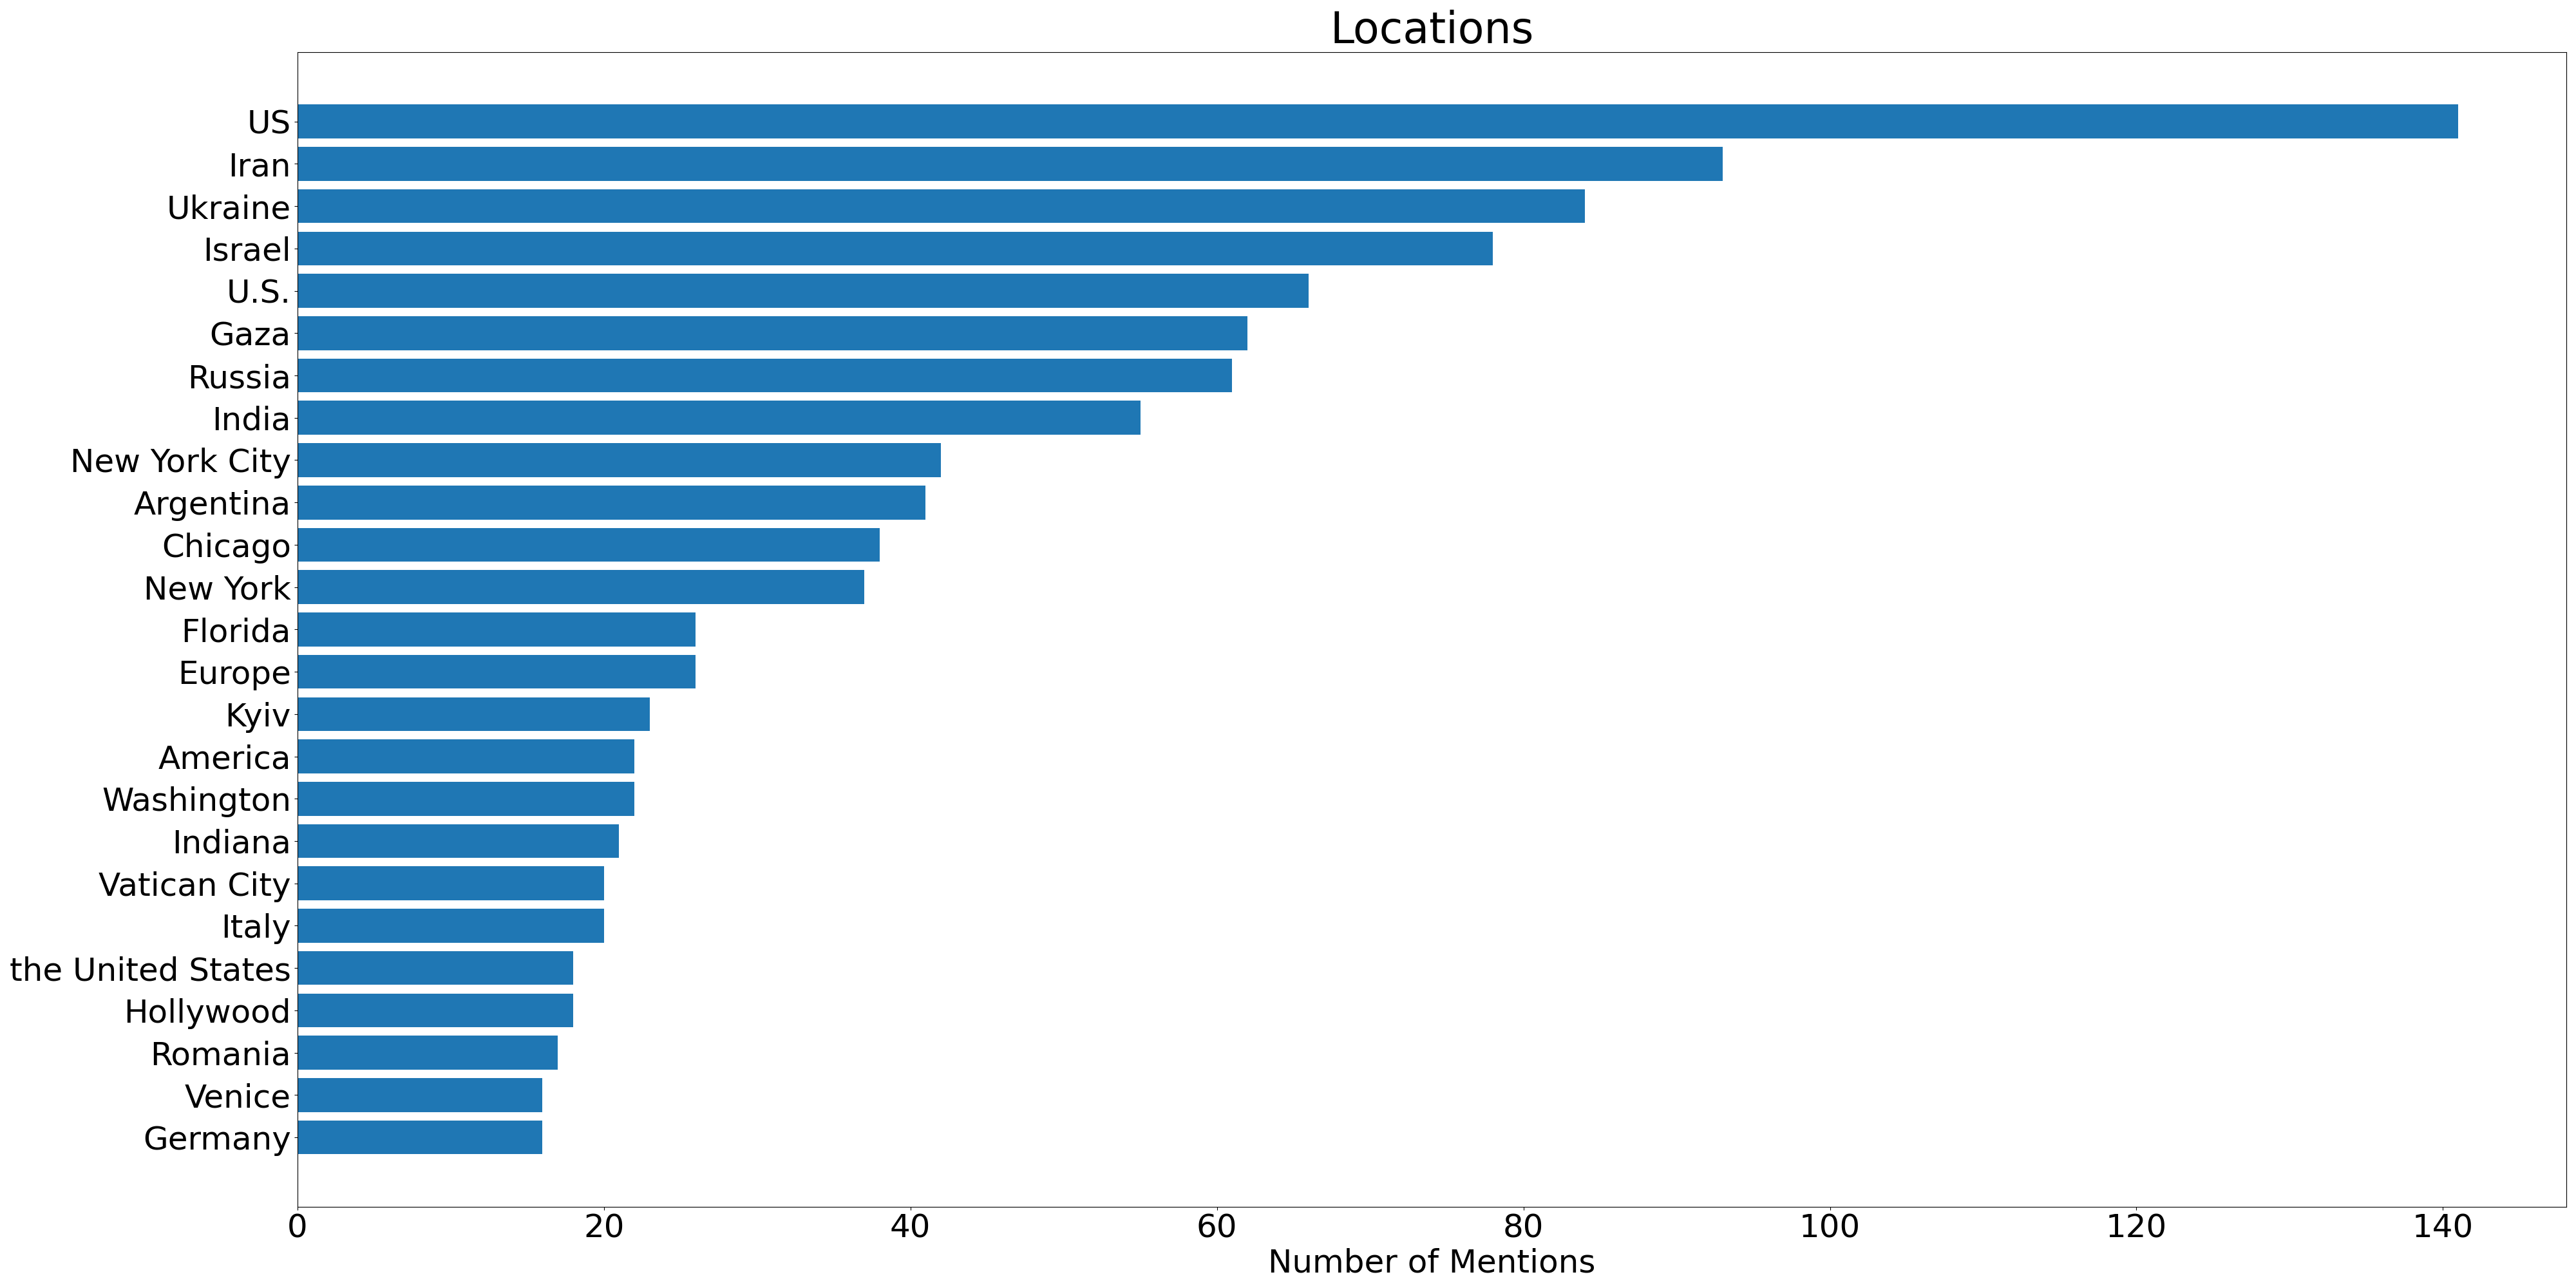 Locations
US
Iran
Ukraine
Israel
U.S.
Gaza
Russia
India
New York City
Argentina
Chicago
New York
Florida
Europe
Kyiv
America
Washington
Indiana
Vatican City
Italy
the United States
Hollywood
Romania
Venice
Germany
0 20 40 60 80 100 120 140
Number of Mentions